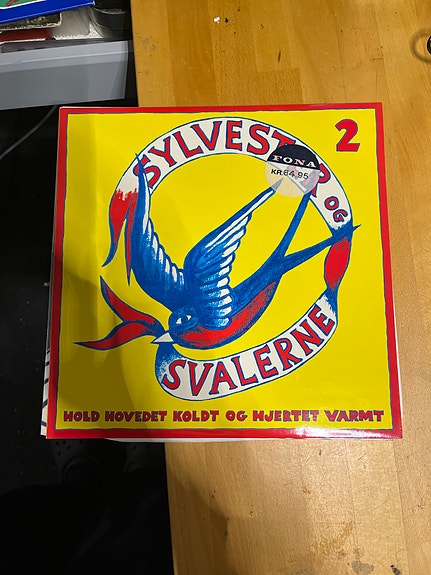 2
SYLVESTER OG
FONA
KR.84,95
SVALERNE
HOLD HOVEDET KOLDT OG HJERTET VARMT